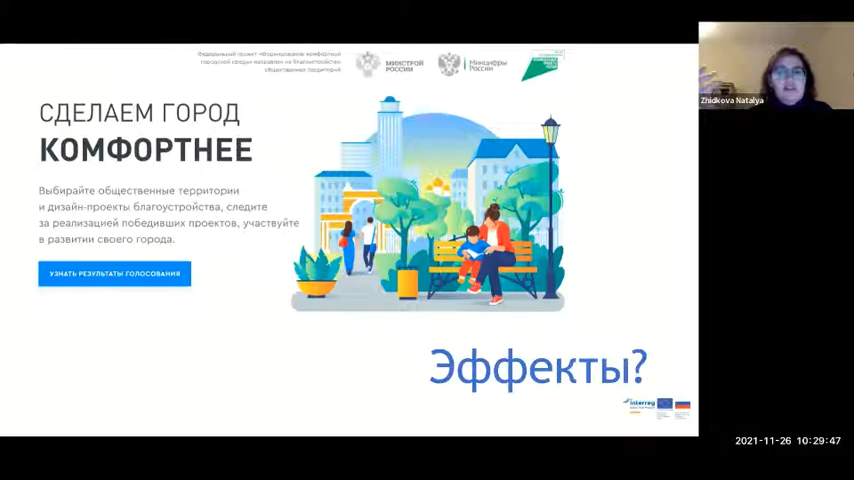 Федеральный проект «Формирование комфортной
городской среды» направлен на благоустройство
общественных территорий
МИНСТРОЙ
РОССИИ
Минцифры
России
СДЕЛАЕМ ГОРОД
КОМФОРТНЕЕ
Выбирайте общественные территории
и дизайн-проекты благоустройства, следите
за реализацией победивших проектов, участвуйте
в развитии своего города.
УЗНАТЬ РЕЗУЛЬТАТЫ ГОЛОСОВАНИЯ
Эффекты?
Interreg
Zhidkova Natalya
2021-11-26 10:29:47